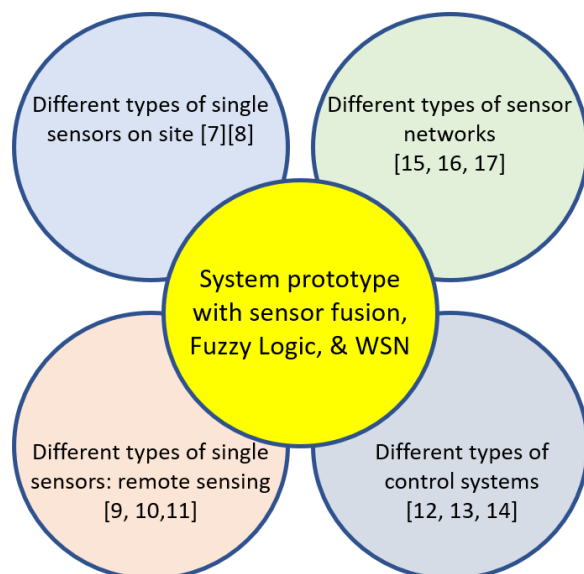 Different types of single
sensors on site [7][8]
Different types of sensor
networks
[15, 16, 17]
System prototype
with sensor fusion,
Fuzzy Logic, & WSN
Different types of single
sensors: remote sensing
[9, 10,11]
Different types of
control systems
[12, 13, 14]